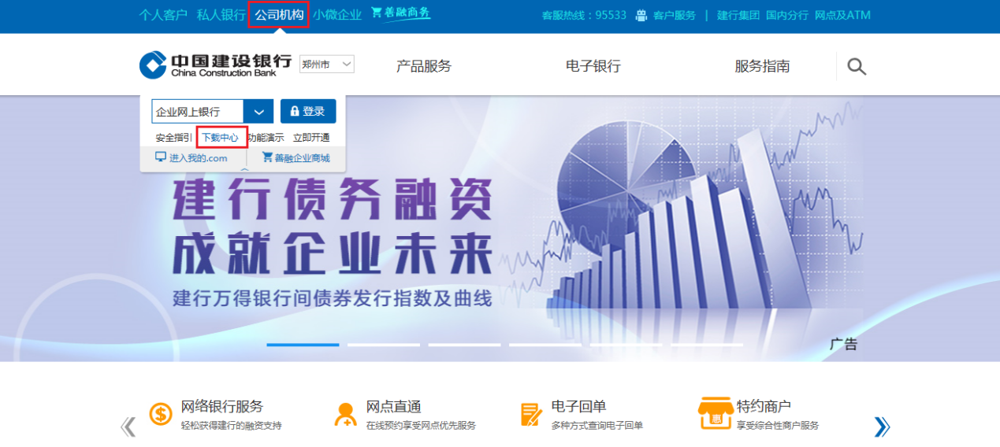 个人客户 私人银行 公司机构 小微企业 善融商务 客服热线：95533 客户服务 | 建行集团 国内分行 网点及ATM
中国建设银行 郑州市 产品服务 电子银行 服务指南
China Construction Bank
企业网上银行 登录
安全指引 下载中心 功能演示 立即开通
进入我的.com 善融企业商城
建行债务融资
成就企业未来
建行万得银行间债券发行指数及曲线
广告
网络银行服务 网点直通 电子回单 特约商户
轻松获得建行的融资支持 在线预约享受网点优先服务 多种方式查询电子回单 惠 享受综合性商户服务